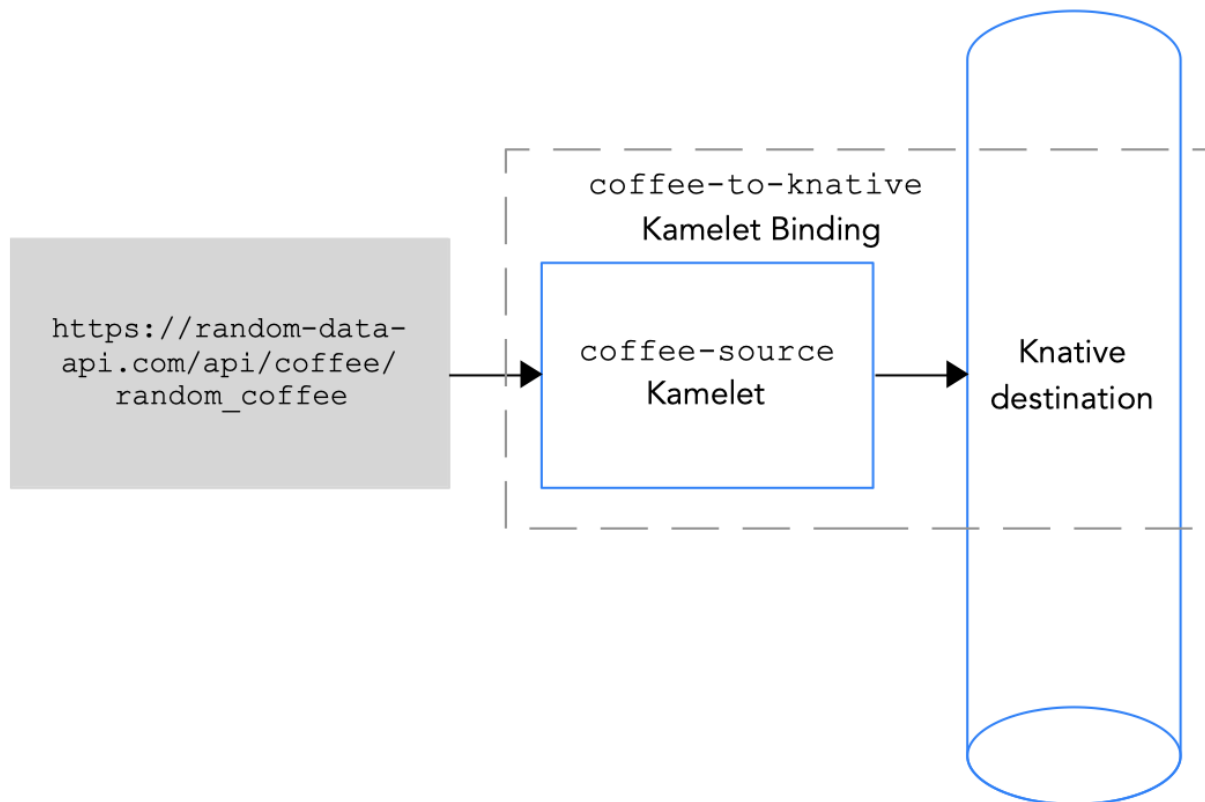 https://random-data-
api.com/api/coffee/
random_coffee
coffee-to-knative
Kamelet Binding
coffee-source
Kamelet
Knative
destination